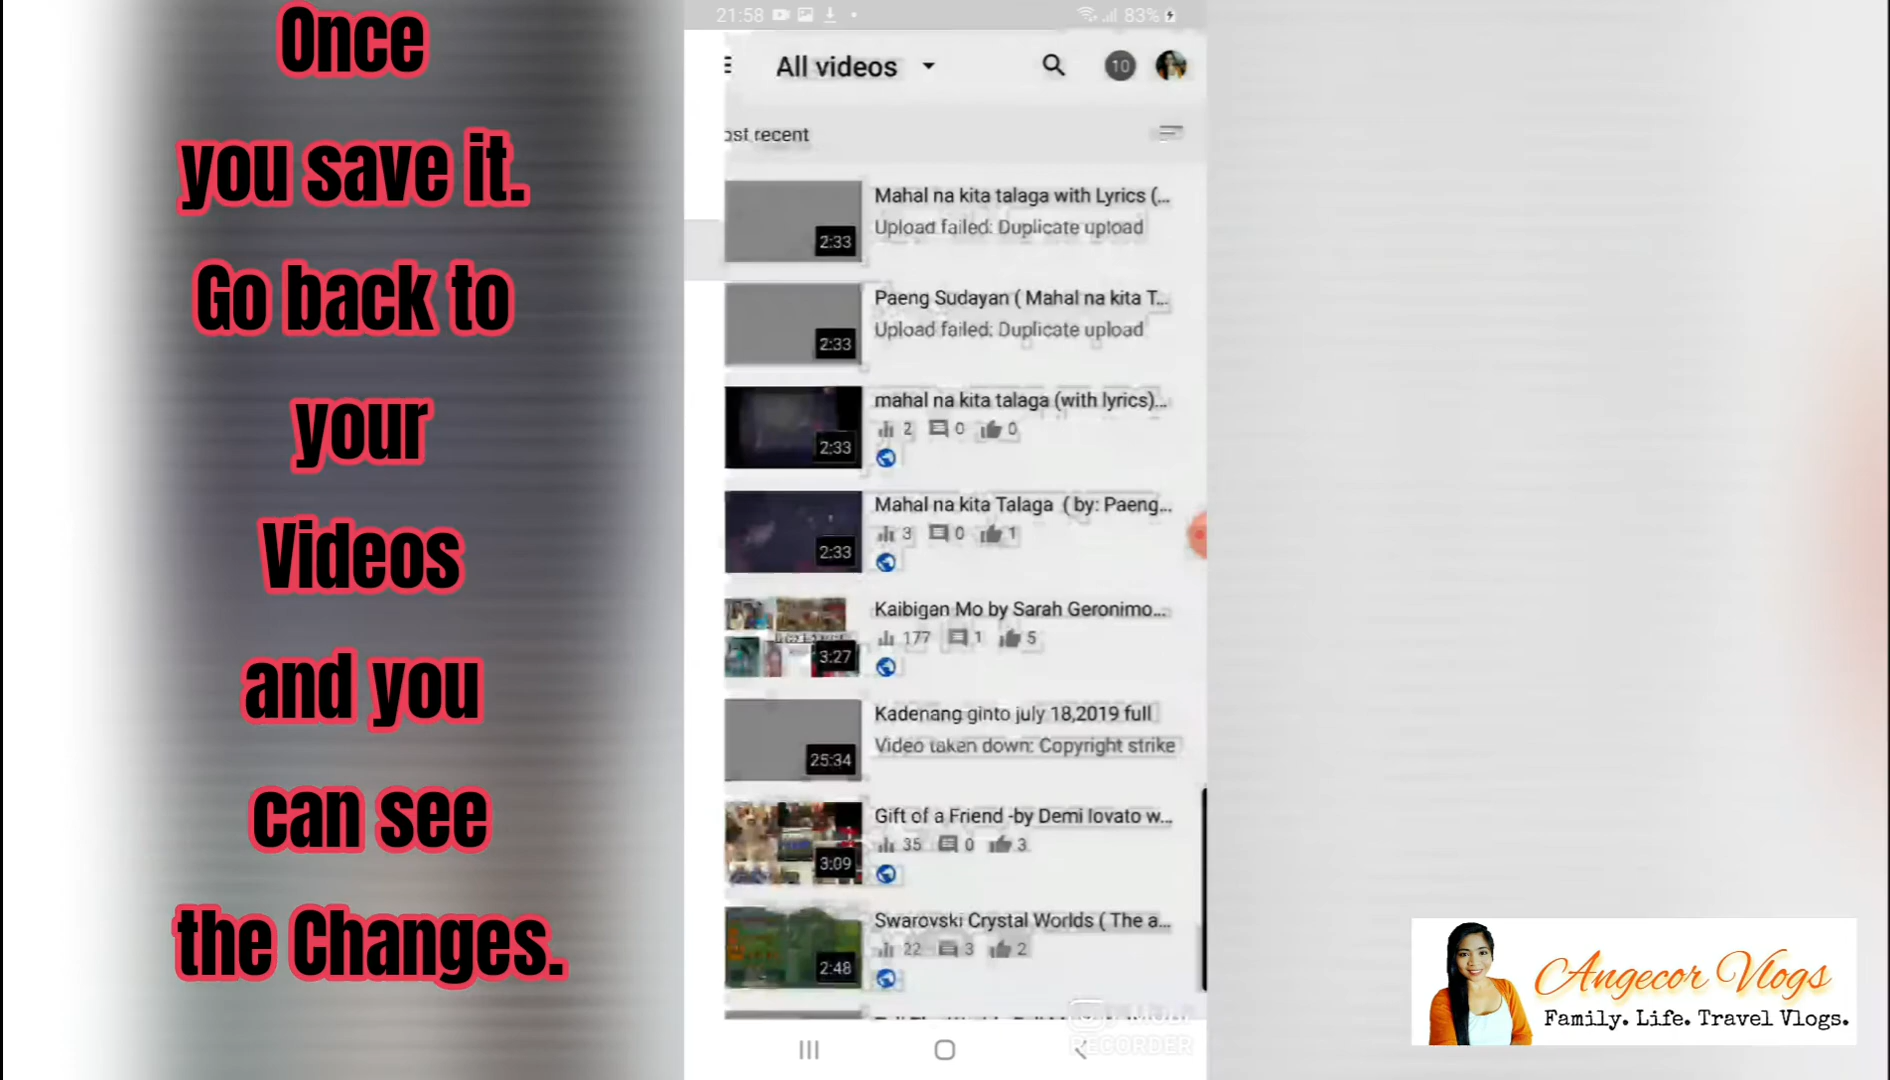 Once
you save it.
Go back to
your
Videos
and you
can see
the Changes.
21:58
83%
All videos
10
ost recent
2:33
Mahal na kita talaga with Lyrics (...
Upload failed: Duplicate upload
2:33
Paeng Sudayan ( Mahal na kita T...
Upload failed: Duplicate upload
2:33
mahal na kita talaga (with lyrics)...
2 0 0
2:33
Mahal na kita Talaga ( by: Paeng...
3 0 1
3:27
Kaibigan Mo by Sarah Geronimo...
177 1 5
25:34
Kadenang ginto july 18,2019 full
Video taken down: Copyright strike
3:09
Gift of a Friend -by Demi lovato w...
35 0 3
2:48
Swarovski Crystal Worlds ( The a...
22 3 2
RECORDER
Angecor Vlogs
Family. Life. Travel Vlogs.